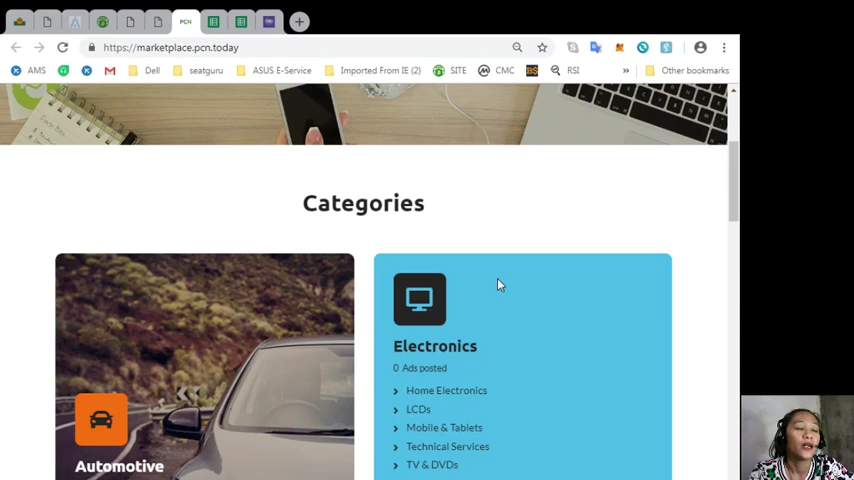 PCN
https://marketplace.pcn.today
AMS
Dell
seatguru
ASUS E-Service
Imported From IE (2)
SITE
CMC
RSI
»
Other bookmarks
Categories
Electronics
0 Ads posted
Home Electronics
LCDs
Mobile & Tablets
Technical Services
TV & DVDs
Automotive